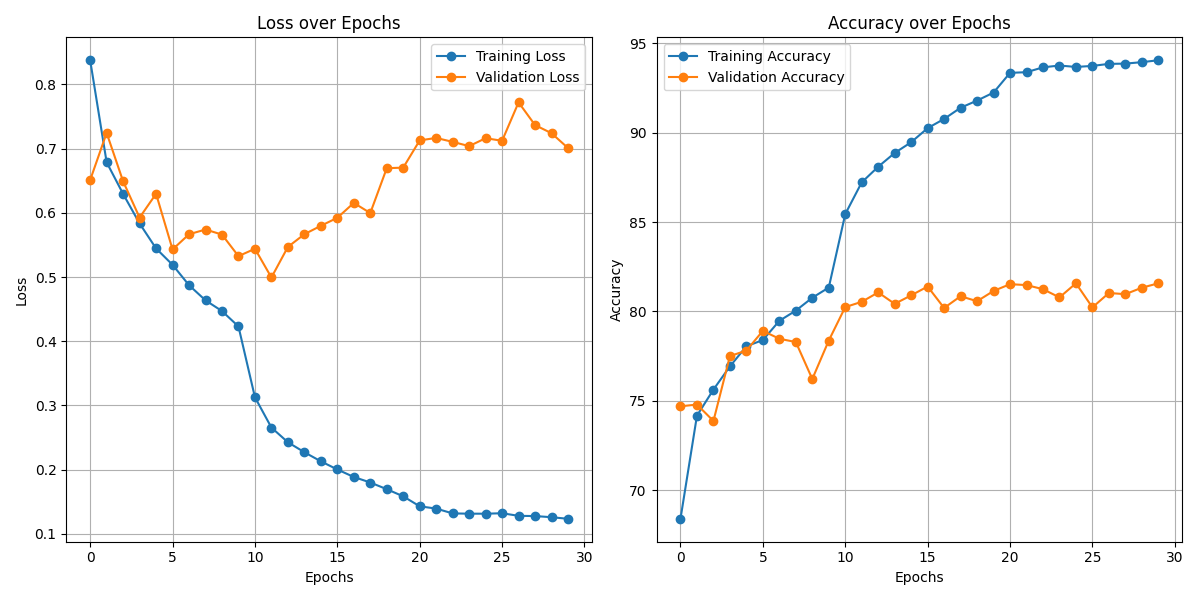 Loss over Epochs
Training Loss
Validation Loss
0.8
0.7
0.6
0.5
0.4
0.3
0.2
0.1
Loss
0 5 10 15 20 25 30
Epochs
Accuracy over Epochs
Training Accuracy
Validation Accuracy
95
90
85
80
75
70
Accuracy
0 5 10 15 20 25 30
Epochs